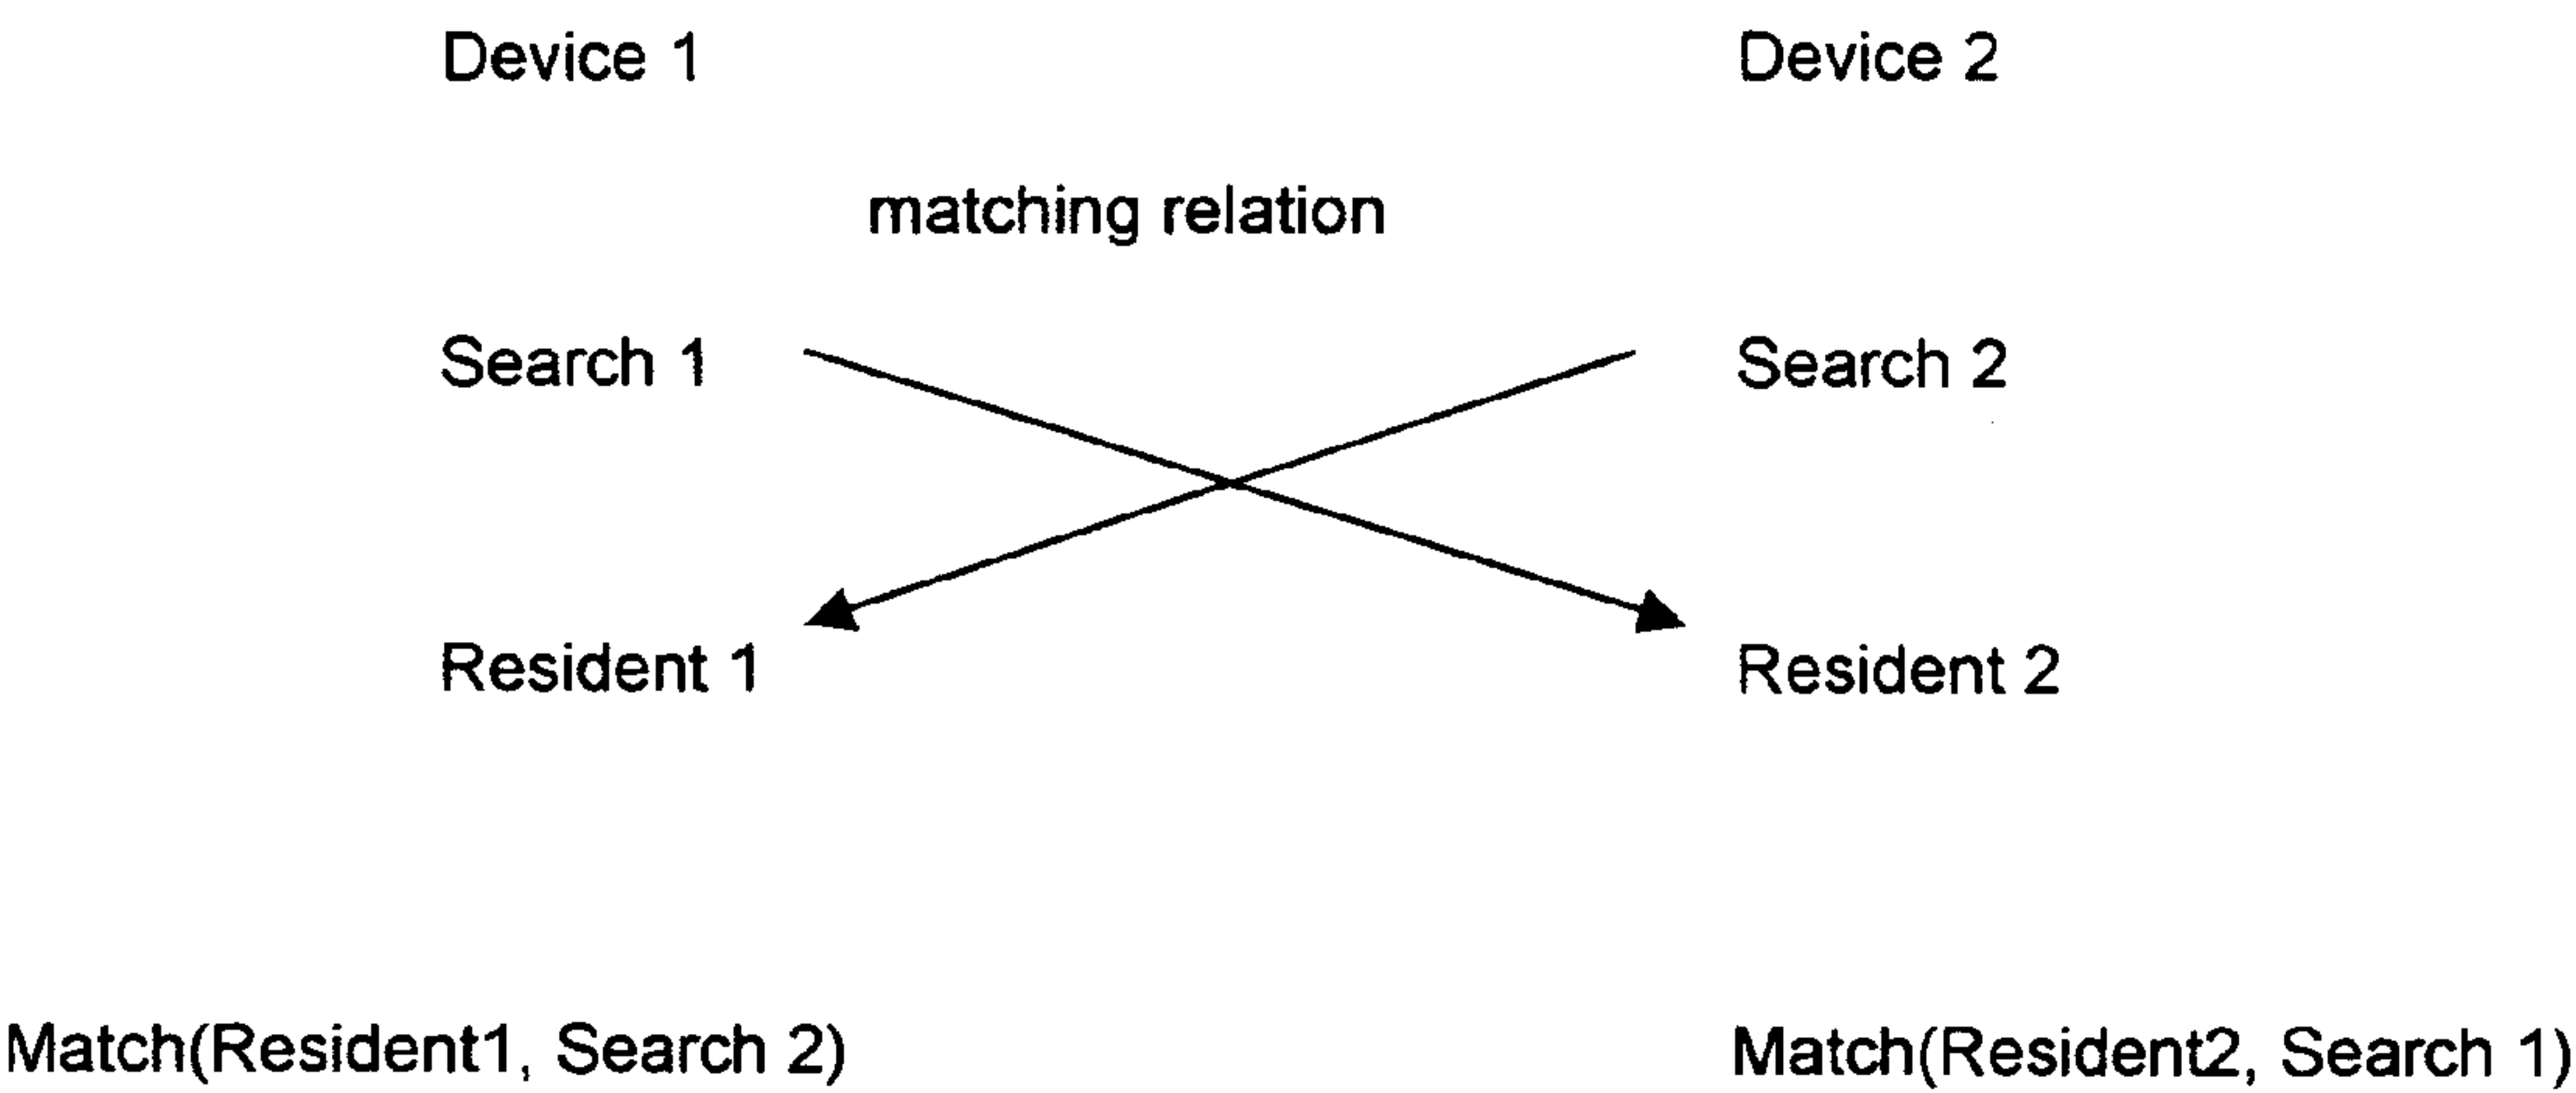 Device 1
Device 2
matching relation
Search 1
Search 2
Resident 1
Resident 2
Match(Resident1, Search 2)
Match(Resident2, Search 1)